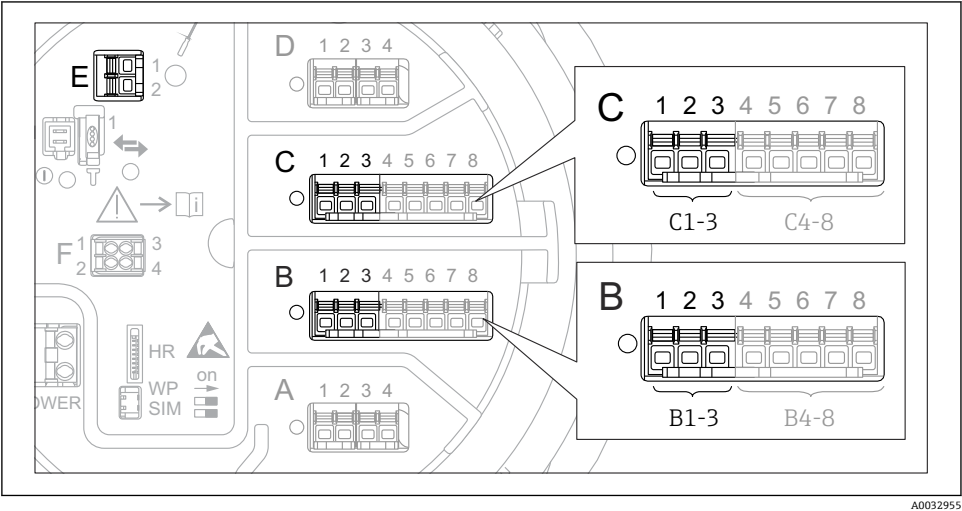 D 1 2 3 4
E 1
2
1
C 1 2 3 4 5 6 7 8
i
F 1 3
2 4
B 1 2 3 4 5 6 7 8
HR
WP on
SIM
OWER
A 1 2 3 4
C 1 2 3 4 5 6 7 8
C1-3 C4-8
B 1 2 3 4 5 6 7 8
B1-3 B4-8
A0032955